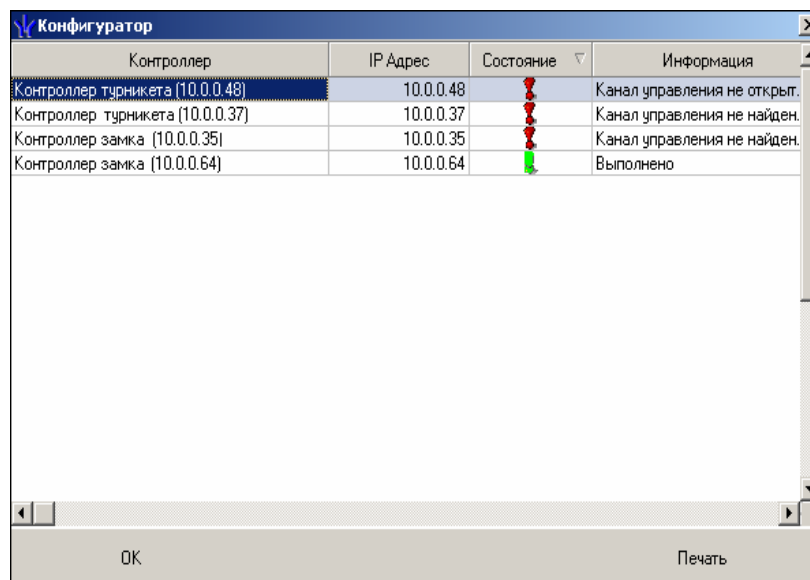 Конфигуратор
Контроллер IP Адрес Состояние Информация
Контроллер турникета (10.0.0.48) 10.0.0.48 Канал управления не открыт.
Контроллер турникета (10.0.0.37) 10.0.0.37 Канал управления не найден.
Контроллер замка (10.0.0.35) 10.0.0.35 Канал управления не найден.
Контроллер замка (10.0.0.64) 10.0.0.64 Выполнено
OK Печать